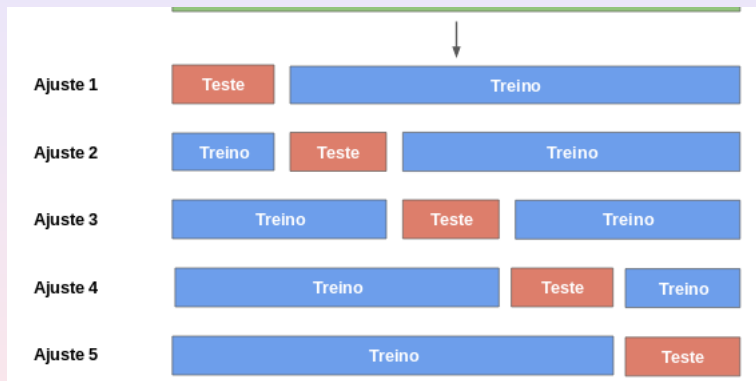 Ajuste 1 Teste Treino
Ajuste 2 Treino Teste Treino
Ajuste 3 Treino Teste Treino
Ajuste 4 Treino Teste Treino
Ajuste 5 Treino Teste